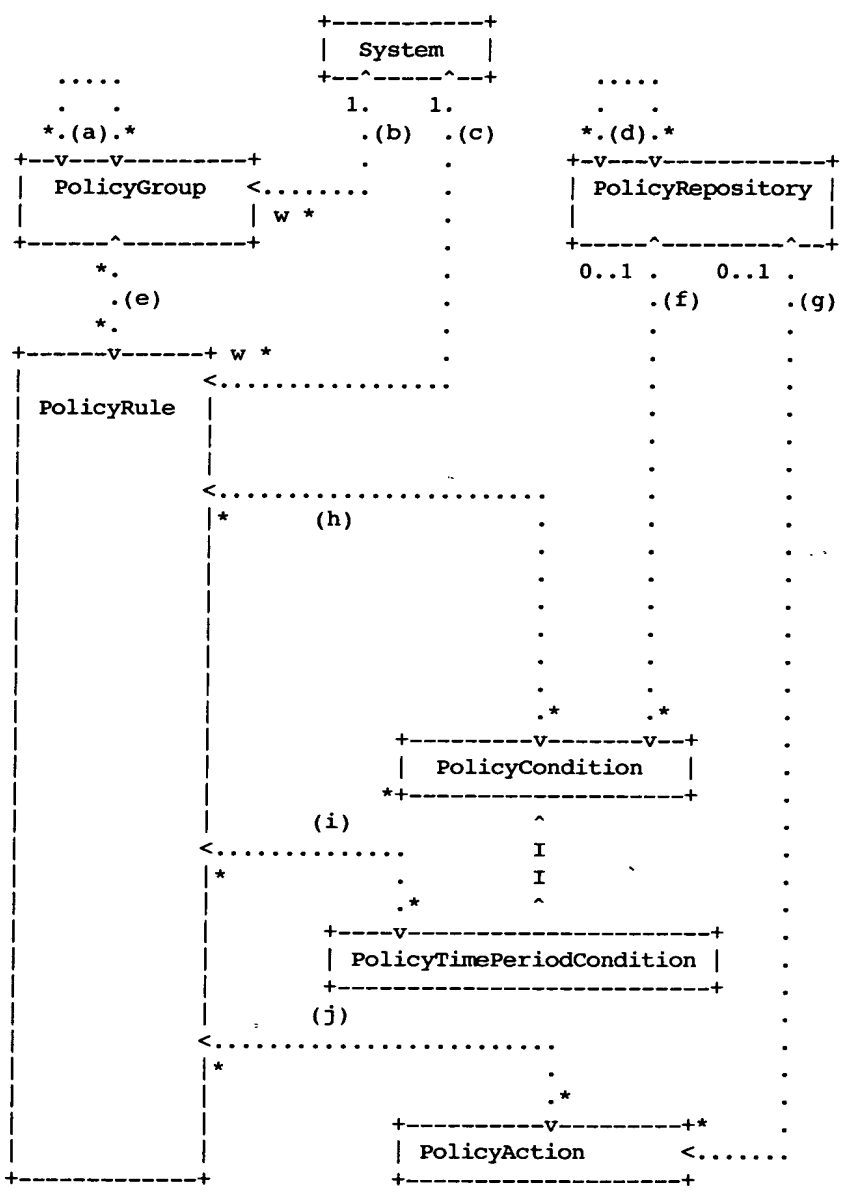 System
1. 1.
*.(a).* .(b) .(c) *.(d).*
PolicyGroup PolicyRepository
w *
*. 0..1 . 0..1 .
.(e) .(f) .(g)
*.
w *
PolicyRule
* (h)
.* .*
PolicyCondition
*
(i)
* I
I
.*
PolicyTimePeriodCondition
(j)
*
.*
*
PolicyAction